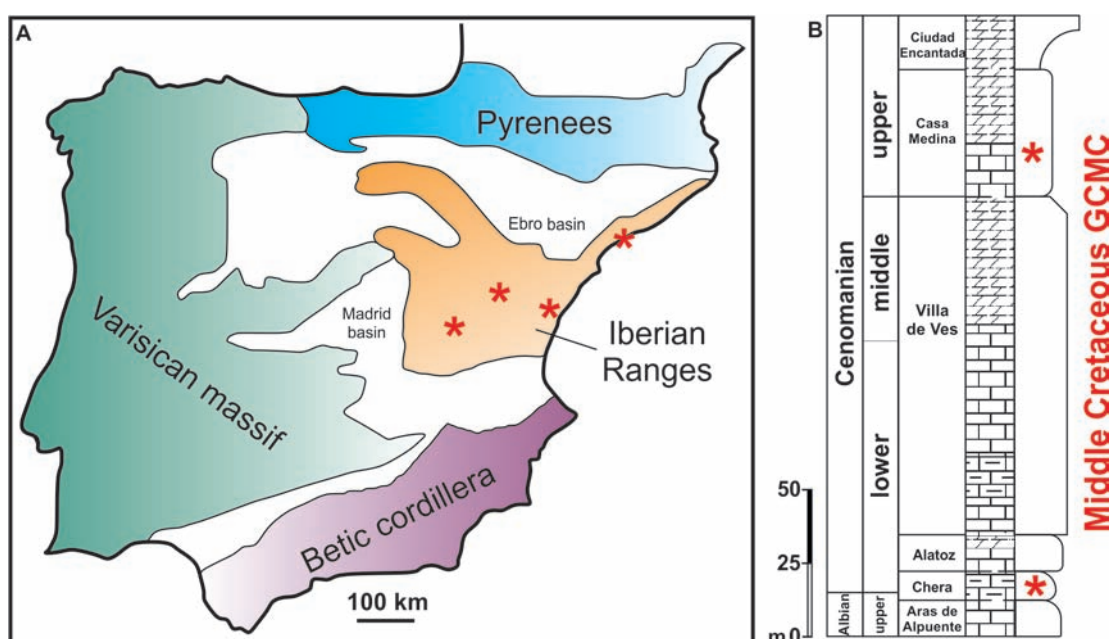 A
Pyrenees
Ebro basin
Madrid
basin
Iberian
Ranges
Varisican massif
Betic cordillera
100 km
B
Cenomanian
Albian
upper
middle
lower
upper
Ciudad
Encantada
Casa
Medina
Villa
de Ves
Alatoz
Chera
Aras de
Alpuente
50
25
m 0
*
*
*
*
*
*
Middle Cretaceous GCMC